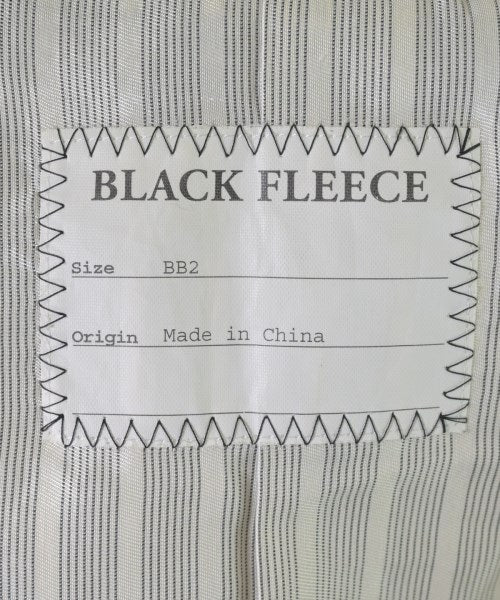 BLACK FLEECE
Size BB2
Origin Made in China